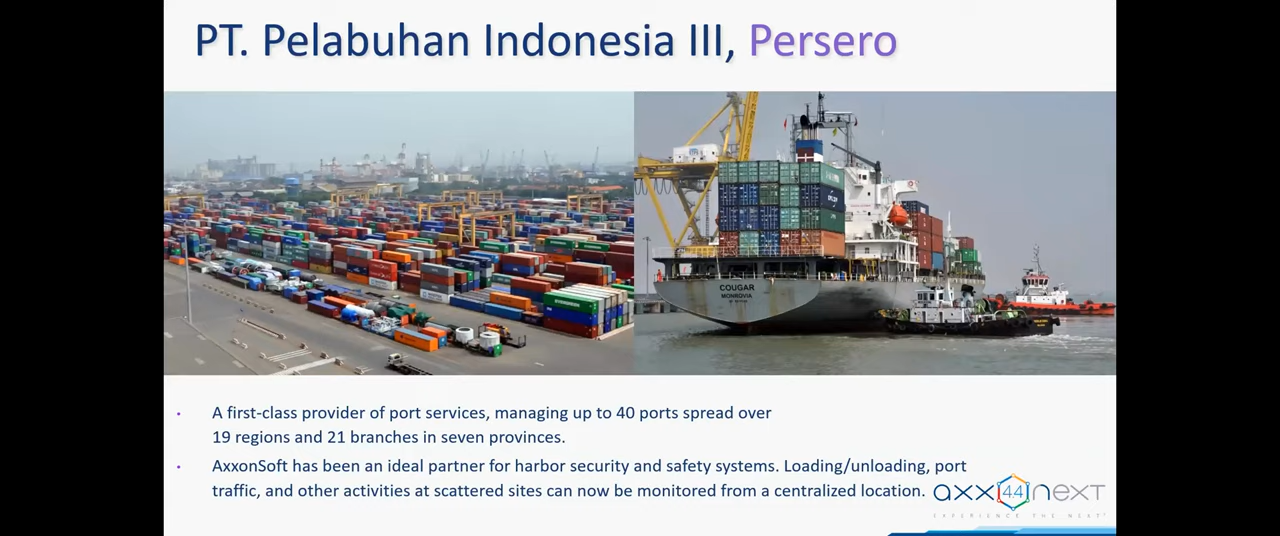 PT. Pelabuhan Indonesia III, Persero
COUGAR
MONROVIA
A first-class provider of port services, managing up to 40 ports spread over
19 regions and 21 branches in seven provinces.
AxxonSoft has been an ideal partner for harbor security and safety systems. Loading/unloading, port
traffic, and other activities at scattered sites can now be monitored from a centralized location.
axx44next
EXPERIENCE THE NEXT